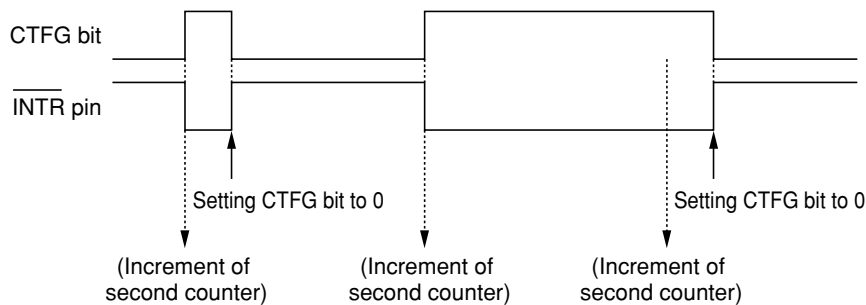 CTFG bit
INTR pin
Setting CTFG bit to 0
Setting CTFG bit to 0
(Increment of
second counter)
(Increment of
second counter)
(Increment of
second counter)